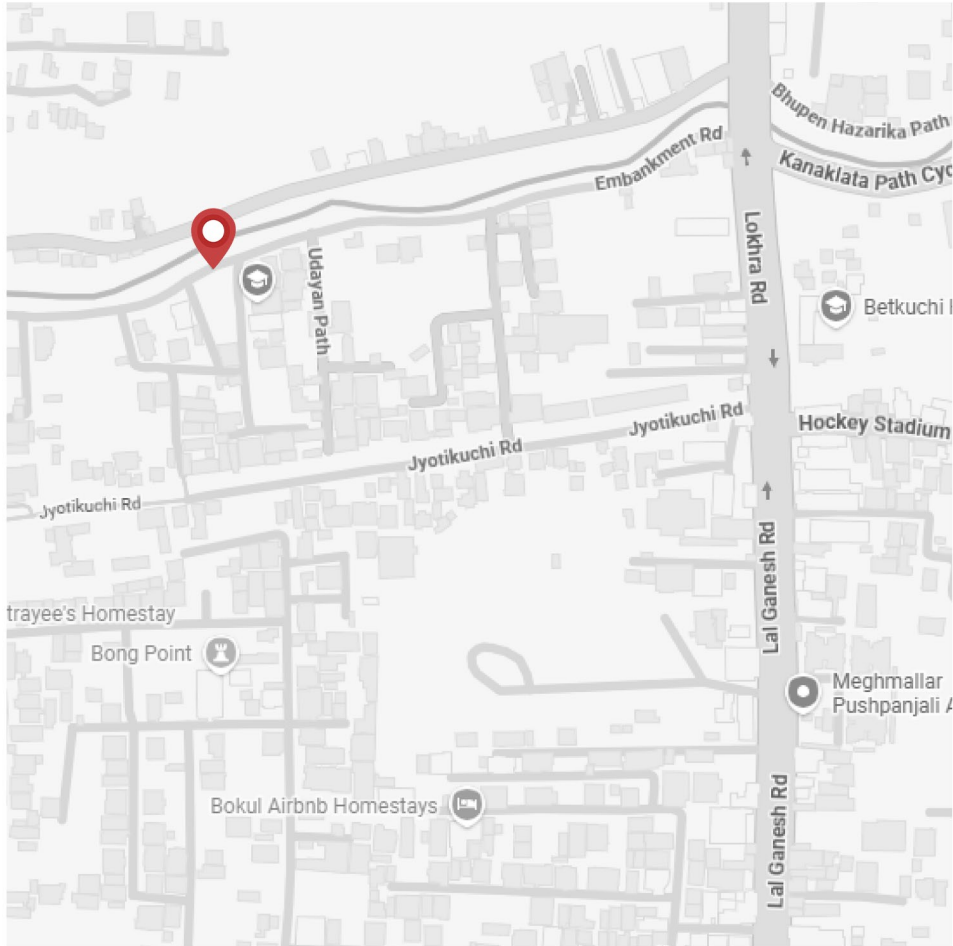 Bhupen Hazarika Path
Embankment Rd
Kanaklata Path Cyc
Lokhra Rd
Udayan Path
Betkuchi
Jyotikuchi Rd
Hockey Stadium
Jyotikuchi Rd
Jyotikuchi Rd
Lal Ganesh Rd
trayee's Homestay
Bong Point
Meghmallar
Pushpanjali A
Bokul Airbnb Homestays
Lal Ganesh Rd